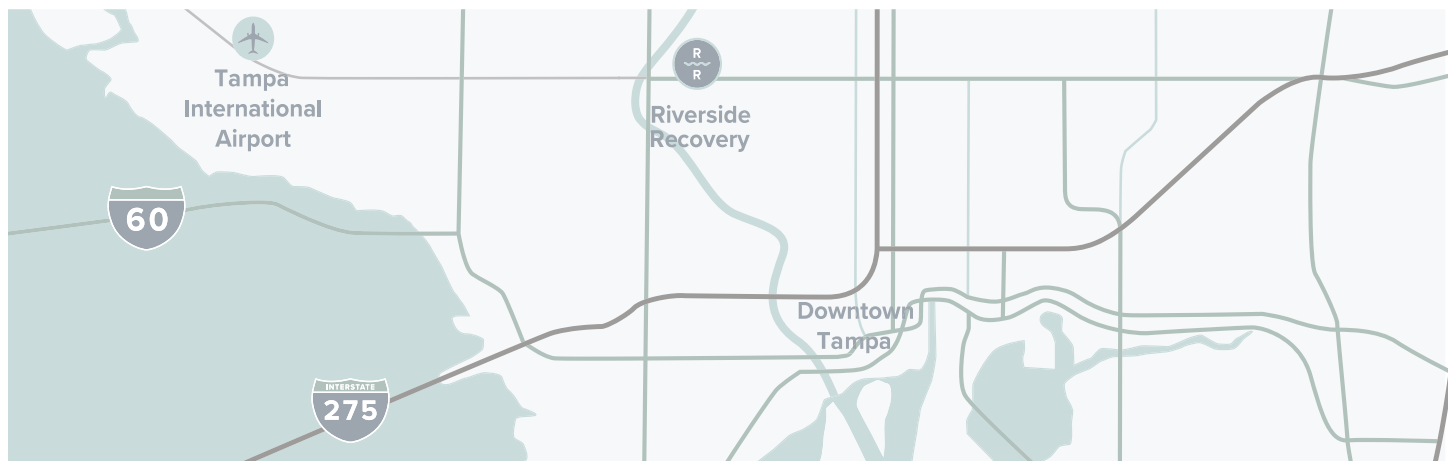 Tampa
International
Airport
R
R
Riverside
Recovery
60
Downtown
Tampa
INTERSTATE
275